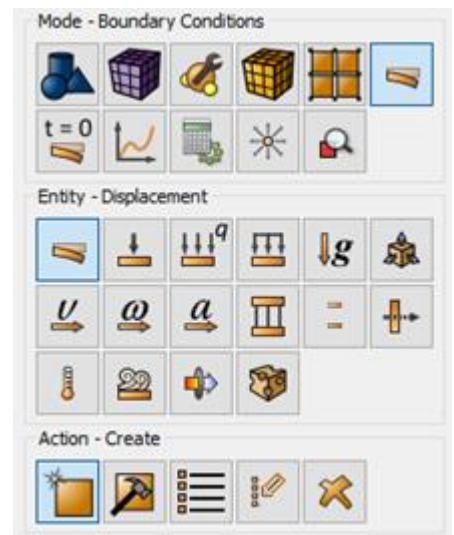 Mode - Boundary Conditions
t = 0
Entity - Displacement
q
g
v ω a
Action - Create